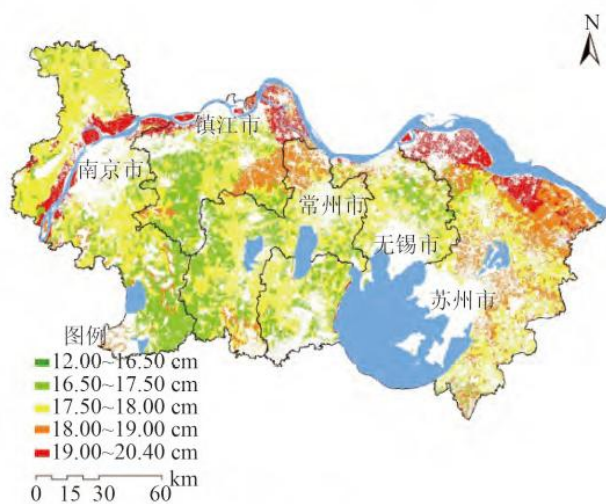 N
镇江市
南京市
常州市
无锡市
苏州市
图例
12.00~16.50 cm
16.50~17.50 cm
17.50~18.00 cm
18.00~19.00 cm
19.00~20.40 cm
km
0 15 30 60